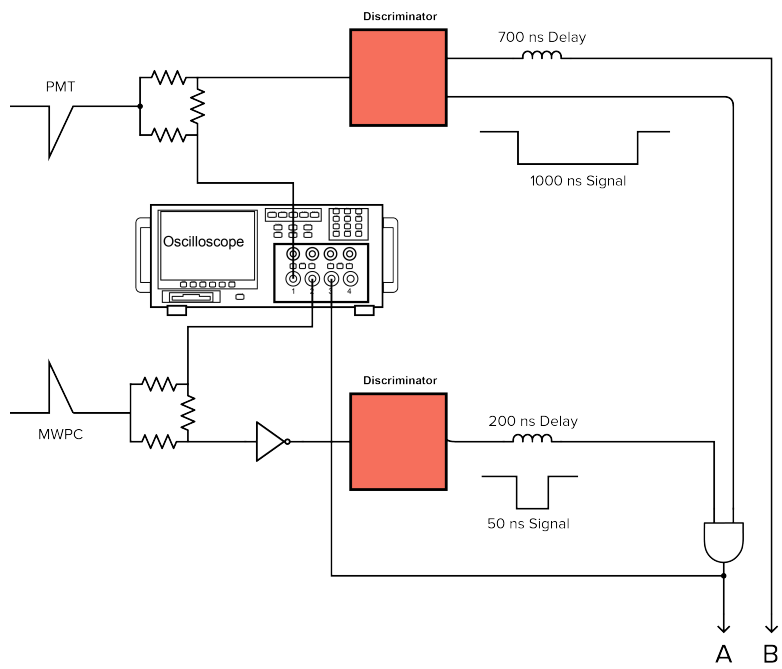 Discriminator
700 ns Delay
PMT
1000 ns Signal
Oscilloscope
1 2 3 4
Discriminator
200 ns Delay
MWPC
50 ns Signal
A B